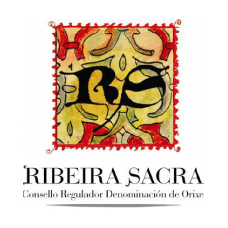 RS
RIBEIRA SACRA
Consello Regulador Denominación de Orixe